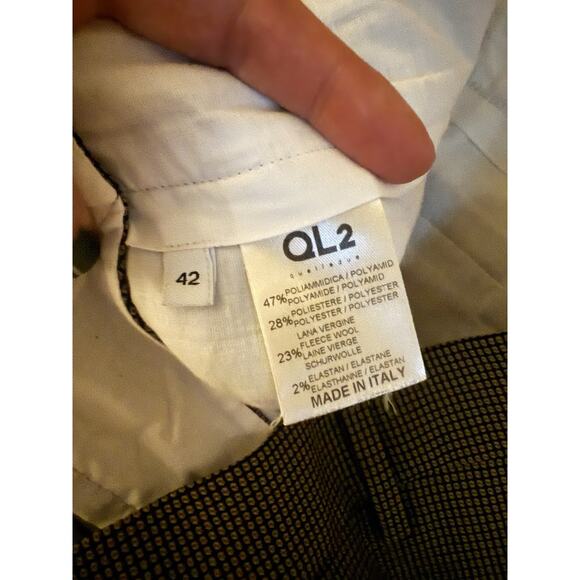 QL2
quelledue
42
47% POLIAMMIDICA / POLYAMID
POLYAMIDE / POLYAMID
28% POLIESTERE / POLYESTER
POLYESTER / POLYESTER
LANA VERGINE
FLEECE WOOL
23% LAINE VIERGE
SCHURWOLLE
2% ELASTAN / ELASTANE
ELASTHANNE / ELASTAN
MADE IN ITALY